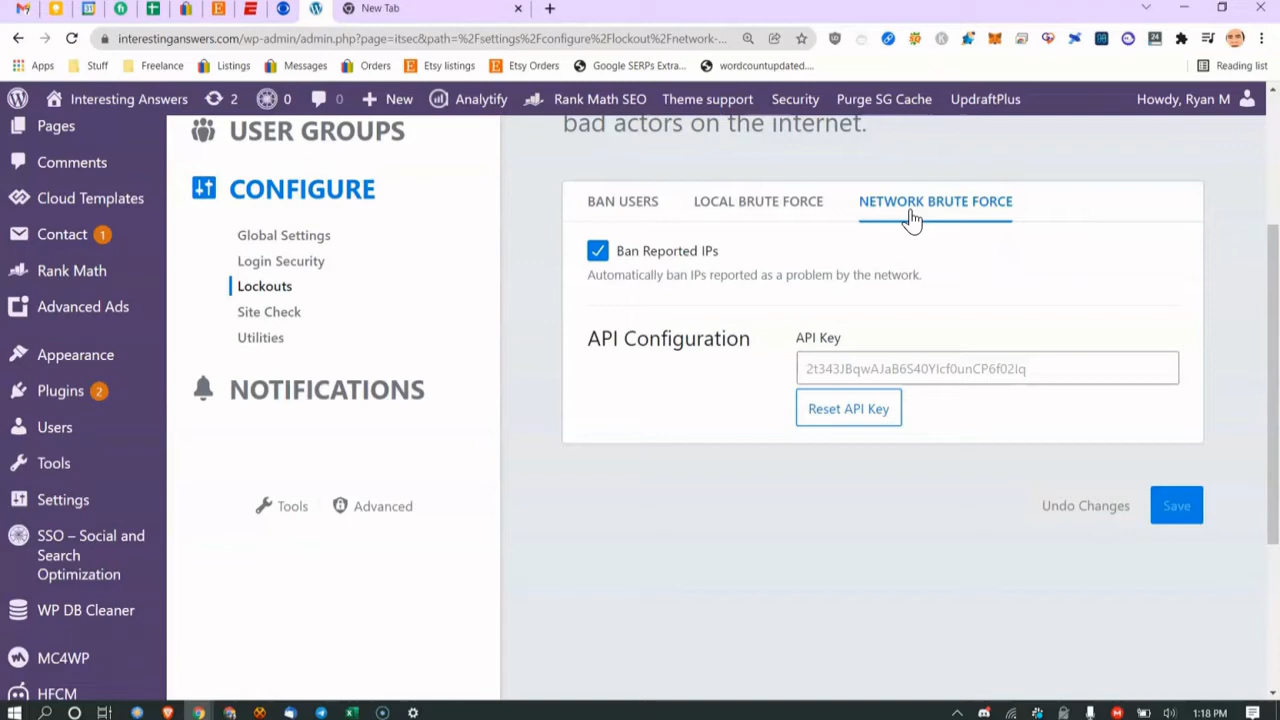 New Tab
interestinganswers.com/wp-admin/admin.php?page=itsec&path=%2Fsettings%2Fconfigure%2Flockout%2Fnetwork-...
Apps
Stuff
Freelance
Listings
Messages
Orders
Etsy listings
Etsy Orders
Google SERPs Extra...
wordcountupdated....
Reading list
Interesting Answers
2
0
0
New
Analytify
Rank Math SEO
Theme support
Security
Purge SG Cache
UpdraftPlus
Howdy, Ryan M
Pages
Comments
Cloud Templates
Contact 1
Rank Math
Advanced Ads
Appearance
Plugins 2
Users
Tools
Settings
SSO – Social and
Search
Optimization
WP DB Cleaner
MC4WP
HFCM
USER GROUPS
CONFIGURE
Global Settings
Login Security
Lockouts
Site Check
Utilities
NOTIFICATIONS
Tools
Advanced
bad actors on the internet.
BAN USERS
LOCAL BRUTE FORCE
NETWORK BRUTE FORCE
Ban Reported IPs
Automatically ban IPs reported as a problem by the network.
API Configuration
API Key
2t343JBqwAJaB6S40YIcf0unCP6f02Iq
Reset API Key
Undo Changes
Save
1:18 PM